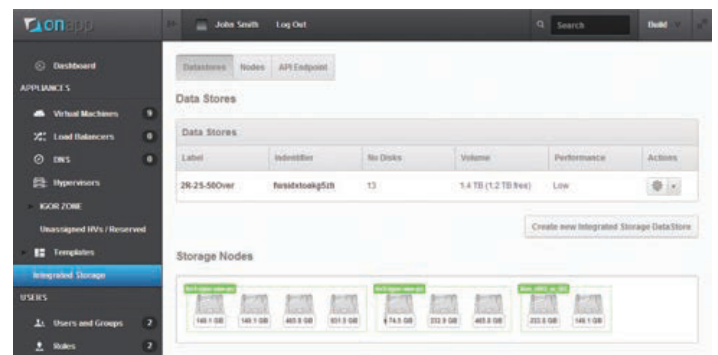 onapp
John Smith Log Out
Search
Build
Dashboard
APPLIANCES
Virtual Machines 9
Load Balancers 0
DNS 0
Hypervisors
IGOR ZONE
Unassigned HVs / Reserved
Templates
Integrated Storage
USERS
Users and Groups 2
Roles 2
Datastores Nodes API Endpoint
Data Stores
Data Stores
Label Indentifier No Disks Volume Performance Actions
2R-2S-50Over 13 1.4 TB (1.2 TB free) Low
Create new Integrated Storage DataStore
Storage Nodes
149.1 GB 149.1 GB 465.8 GB 931.5 GB 74.5 GB 232.9 GB 465.8 GB 232.8 GB 149.1 GB